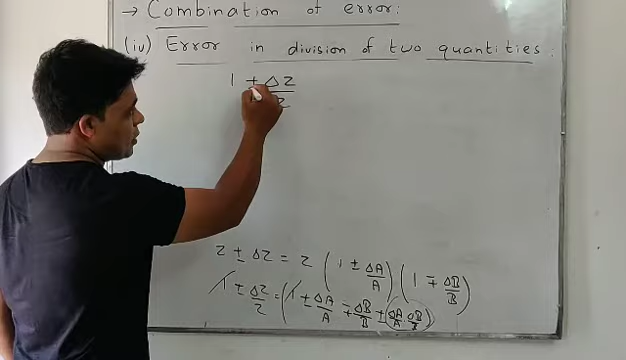 → Combination of error:
(iv) Error in division of two quantities:
1 ± ΔZ/Z
Z ± ΔZ = Z (1 ± ΔA/A) (1 ∓ ΔB/B)
1 ± ΔZ/Z = (1 ± ΔA/A ∓ ΔB/B ± ΔA/A ΔB/B)